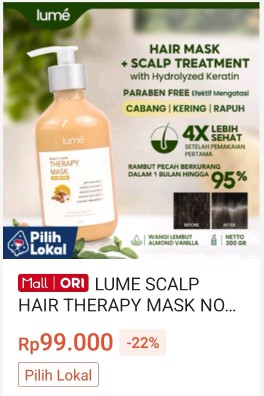 lumé
HAIR MASK
+ SCALP TREATMENT
with Hydrolyzed Keratin
PARABEN FREE Efektif Mengatasi
CABANG | KERING | RAPUH
4X LEBIH
SEHAT
SETELAH PEMAKAIAN
PERTAMA
RAMBUT PECAH BERKURANG
DALAM 1 BULAN HINGGA
95%
lumé
THERAPY
MASK
BEFORE
AFTER
WANGI LEMBUT
ALMOND VANILLA
NETTO
300 GR
Pilih
Lokal
Mall | ORI LUME SCALP
HAIR THERAPY MASK NO...
Rp99.000 -22%
Pilih Lokal